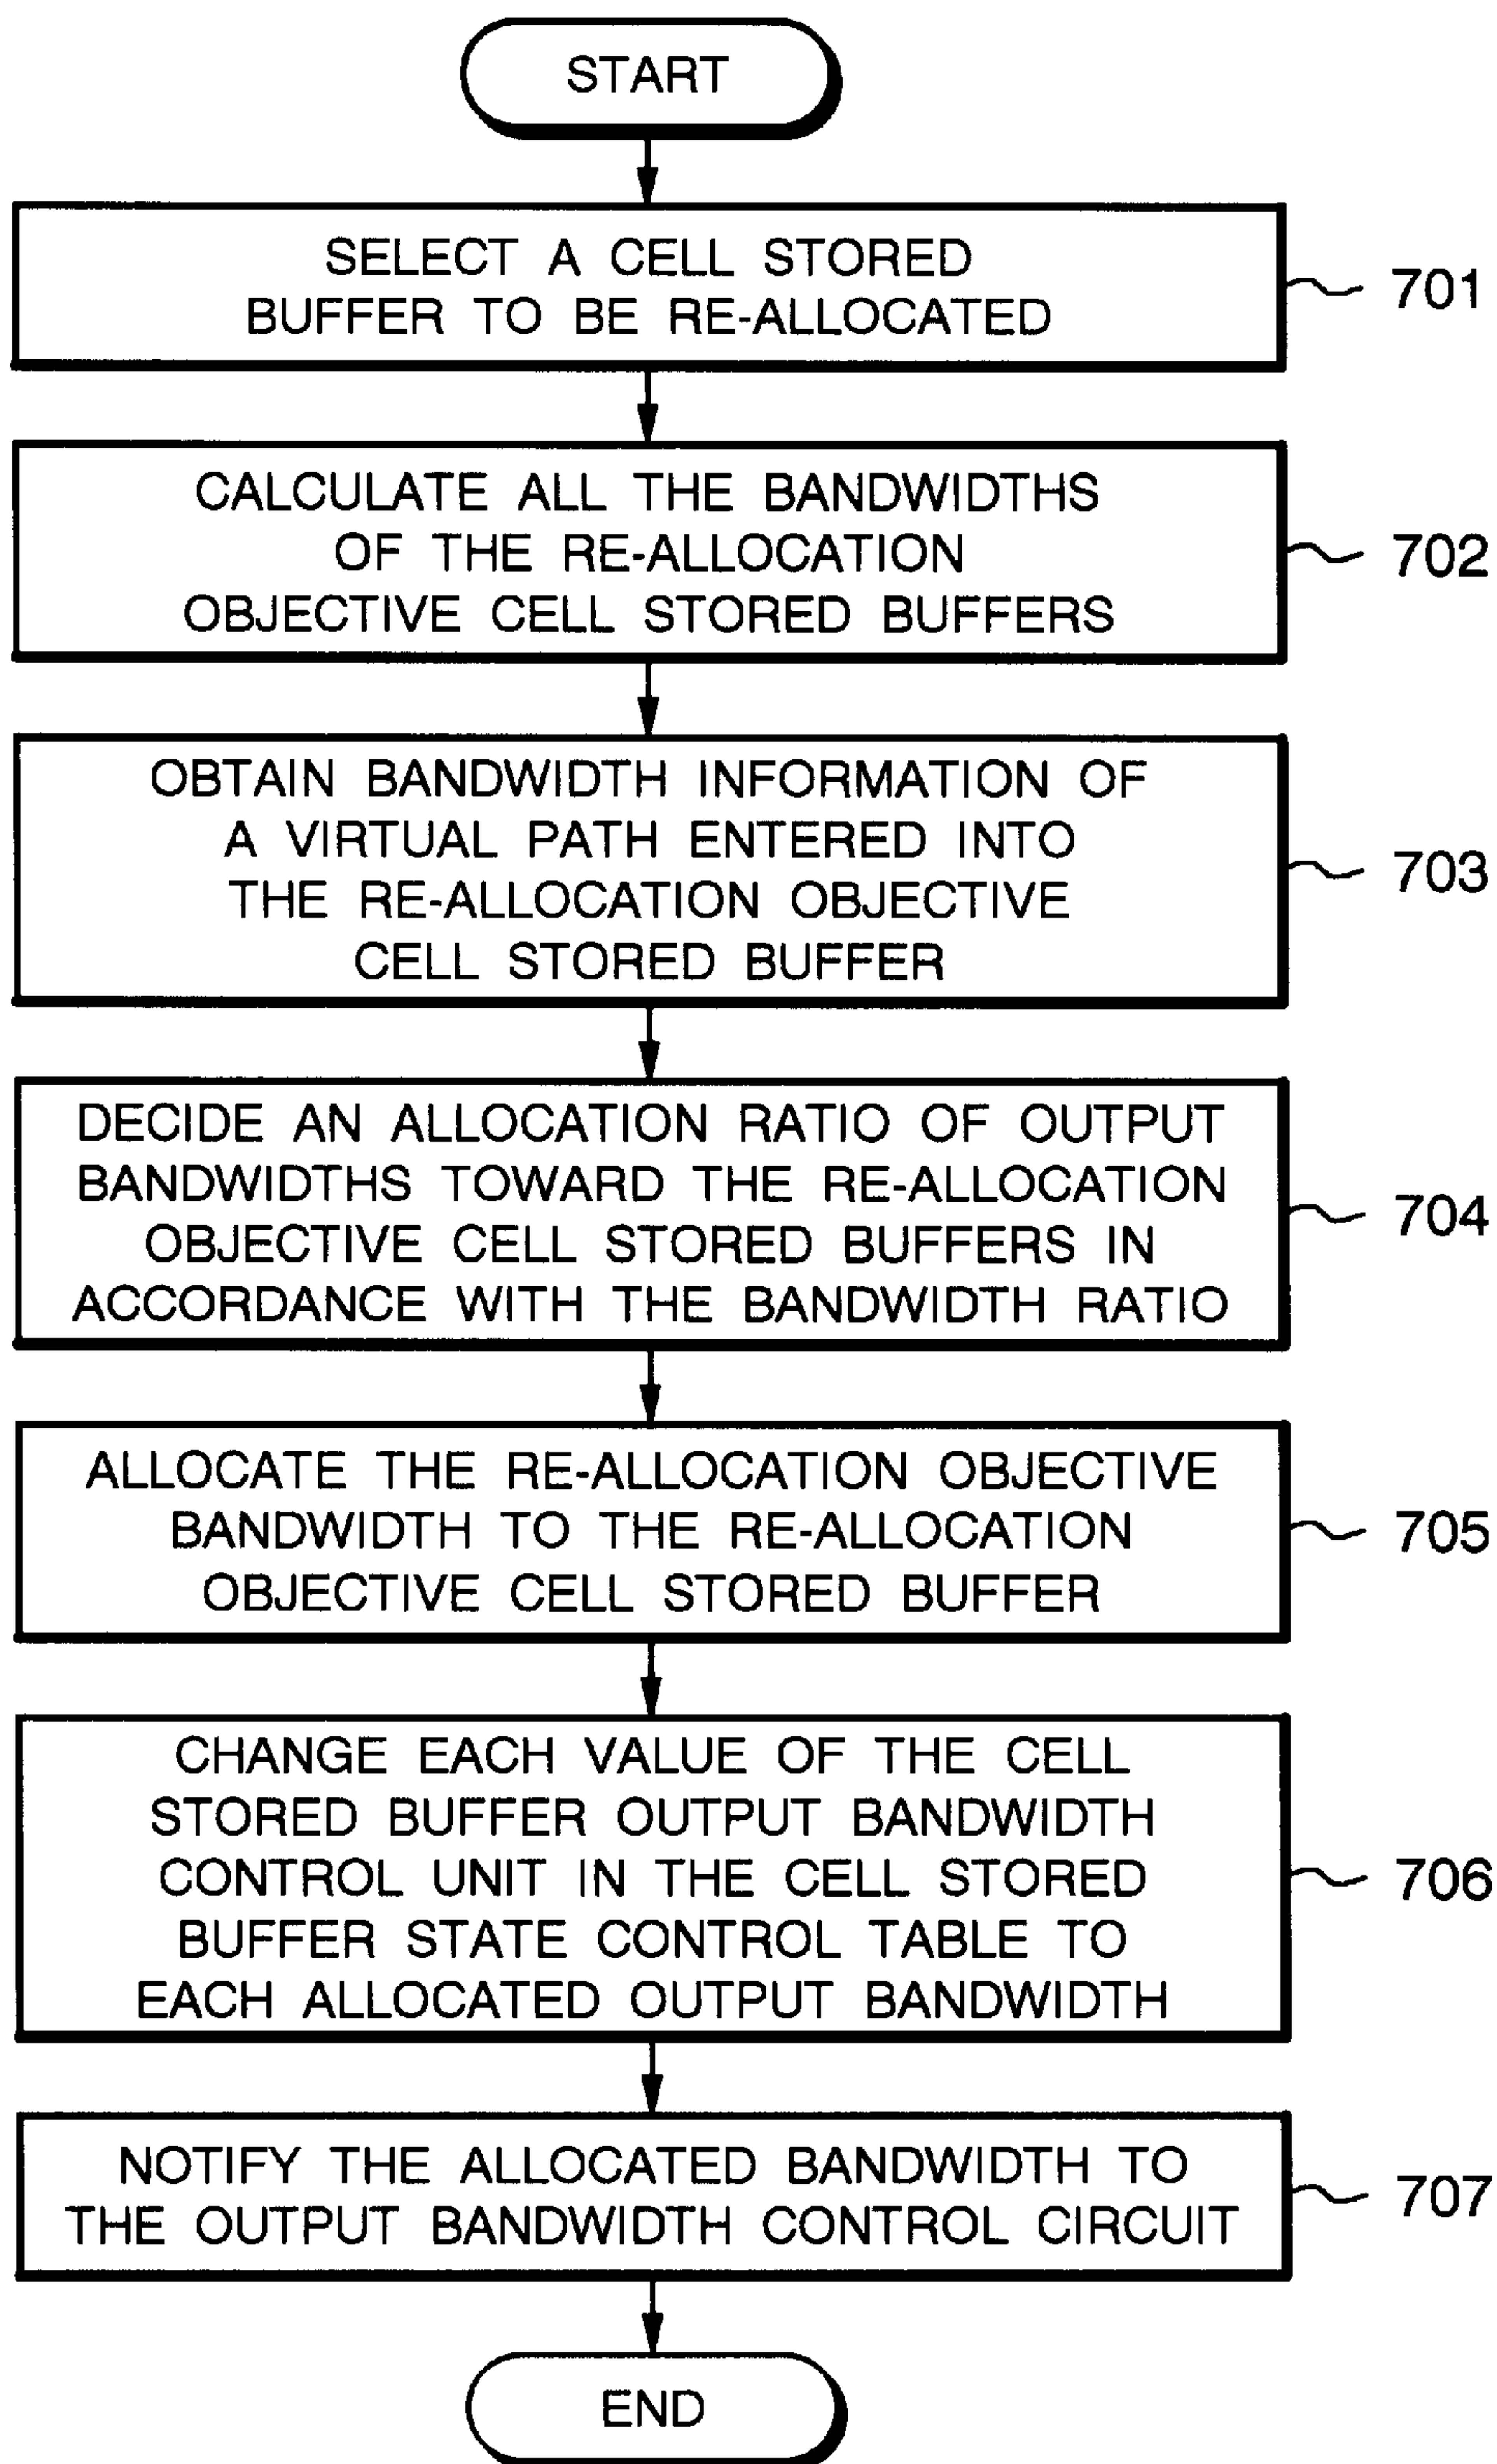 START
SELECT A CELL STORED
BUFFER TO BE RE-ALLOCATED
701
CALCULATE ALL THE BANDWIDTHS
OF THE RE-ALLOCATION
OBJECTIVE CELL STORED BUFFERS
702
OBTAIN BANDWIDTH INFORMATION OF
A VIRTUAL PATH ENTERED INTO
THE RE-ALLOCATION OBJECTIVE
CELL STORED BUFFER
703
DECIDE AN ALLOCATION RATIO OF OUTPUT
BANDWIDTHS TOWARD THE RE-ALLOCATION
OBJECTIVE CELL STORED BUFFERS IN
ACCORDANCE WITH THE BANDWIDTH RATIO
704
ALLOCATE THE RE-ALLOCATION OBJECTIVE
BANDWIDTH TO THE RE-ALLOCATION
OBJECTIVE CELL STORED BUFFER
705
CHANGE EACH VALUE OF THE CELL
STORED BUFFER OUTPUT BANDWIDTH
CONTROL UNIT IN THE CELL STORED
BUFFER STATE CONTROL TABLE TO
EACH ALLOCATED OUTPUT BANDWIDTH
706
NOTIFY THE ALLOCATED BANDWIDTH TO
THE OUTPUT BANDWIDTH CONTROL CIRCUIT
707
END